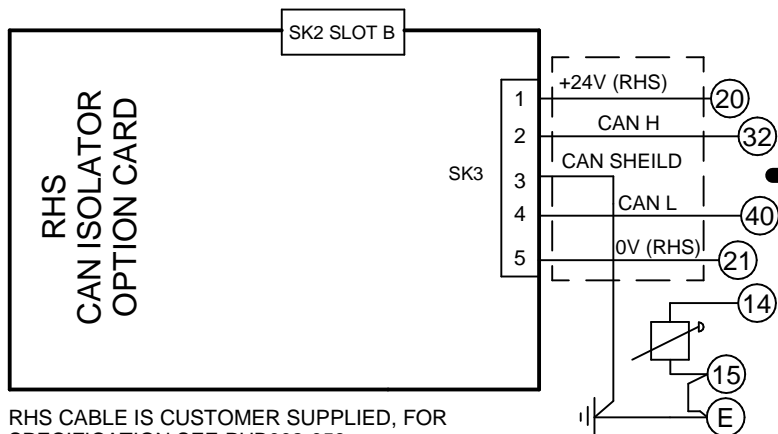 SK2 SLOT B
RHS
CAN ISOLATOR
OPTION CARD
SK3
1
+24V (RHS)
20
2
CAN H
32
3
CAN SHEILD
4
CAN L
40
5
0V (RHS)
21
14
15
E
RHS CABLE IS CUSTOMER SUPPLIED, FOR